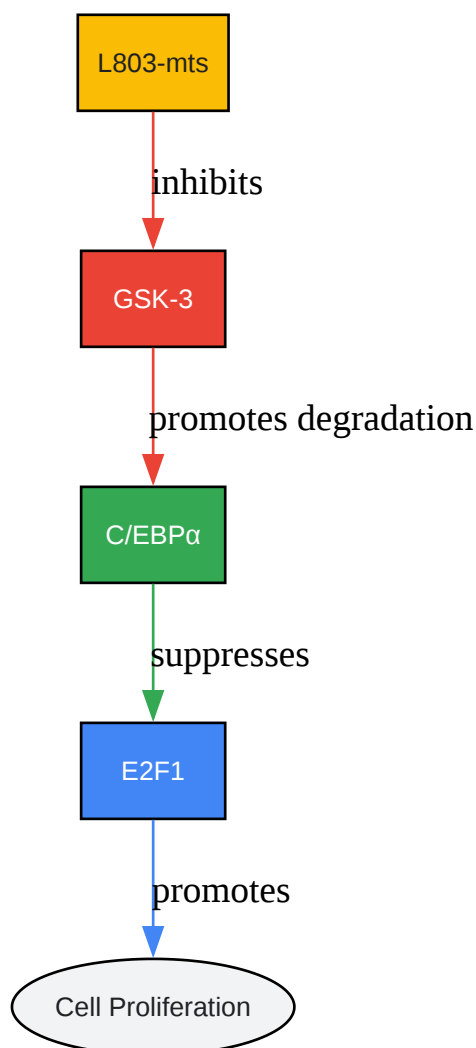 L803-mts
inhibits
GSK-3
promotes degradation
C/EBPα
suppresses
E2F1
promotes
Cell Proliferation